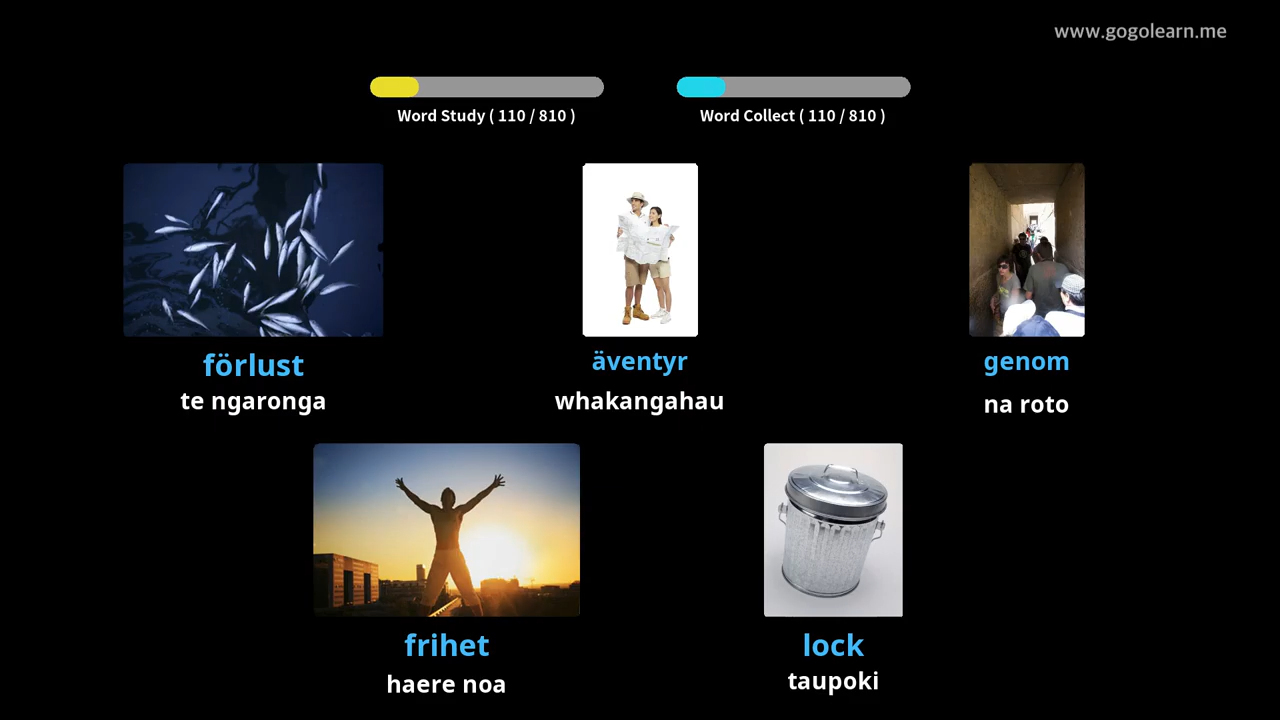 www.gogolearn.me
Word Study ( 110 / 810 )
Word Collect ( 110 / 810 )
förlust
te ngaronga
äventyr
whakangahau
genom
na roto
frihet
haere noa
lock
taupoki